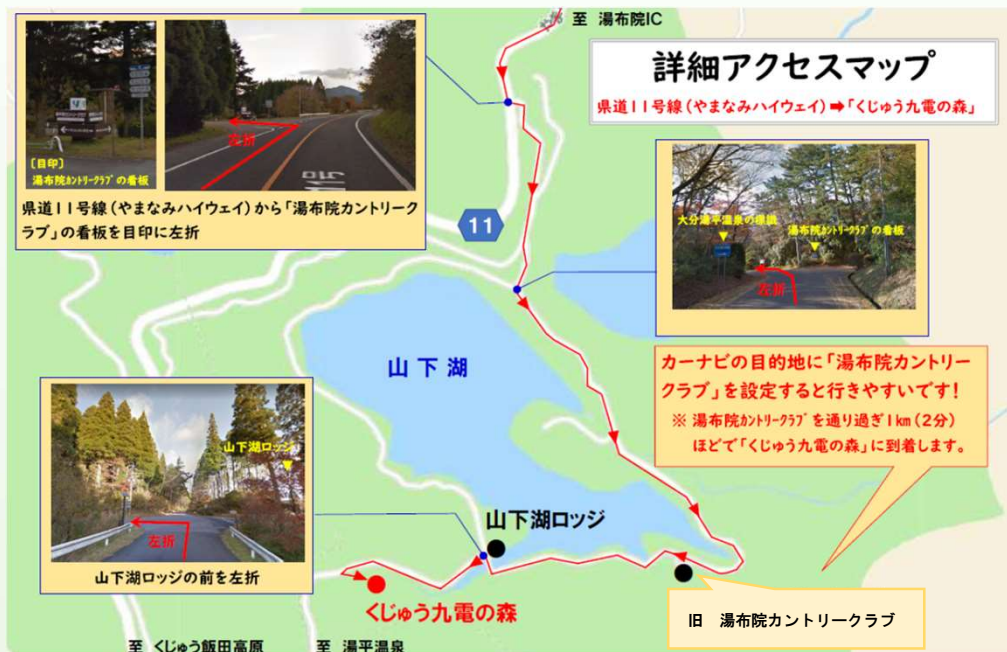 至 湯布院IC
詳細アクセスマップ
県道11号線(やまなみハイウェイ)➡「くじゅう九電の森」
左折
[目印]
湯布院カントリークラブの看板
県道11号線(やまなみハイウェイ)から「湯布院カントリーク
ラブ」の看板を目印に左折
11
大分湯平温泉の標識
湯布院カントリークラブの看板
左折
山下湖
カーナビの目的地に「湯布院カントリー
クラブ」を設定すると行きやすいです!
※ 湯布院カントリークラブを通り過ぎ1km(2分)
ほどで「くじゅう九電の森」に到着します。
山下湖ロッジ
左折
山下湖ロッジの前を左折
山下湖ロッジ
くじゅう九電の森
旧 湯布院カントリークラブ
至 くじゅう飯田高原
至 湯平温泉